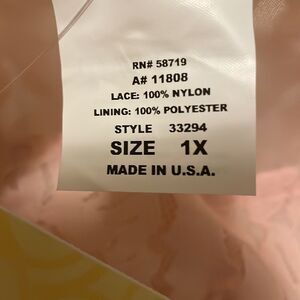 RN# 58719
A# 11808
LACE: 100% NYLON
LINING: 100% POLYESTER
STYLE 33294
SIZE 1X
MADE IN U.S.A.